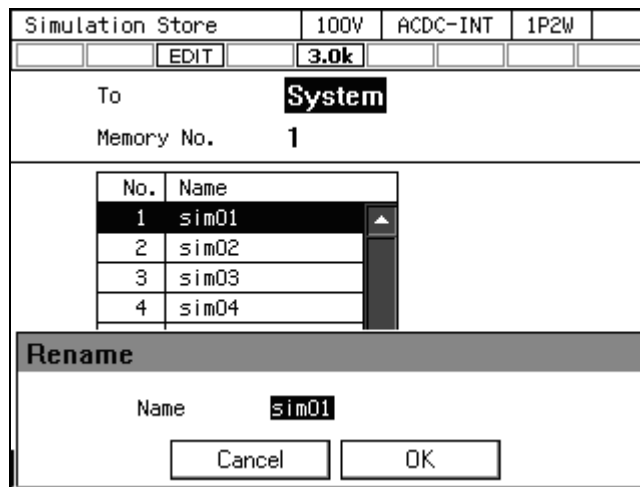 Simulation Store 100V ACDC-INT 1P2W
EDIT 3.0k
To System
Memory No. 1
No. Name
1 sim01
2 sim02
3 sim03
4 sim04
Rename
Name sim01
Cancel OK